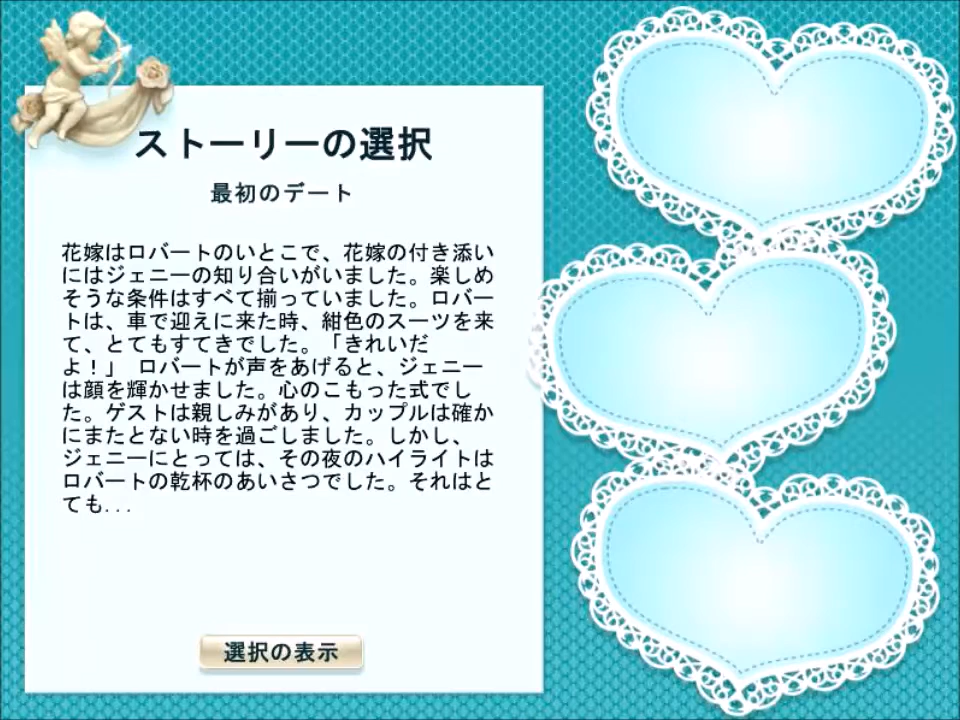 ストーリーの選択
最初のデート
花嫁はロバートのいとこで、花嫁の付き添い
にはジェニーの知り合いがいました。楽しめ
そうな条件はすべて揃っていました。ロバー
トは、車で迎えに来た時、紺色のスーツを来
て、とてもすてきでした。「きれいだ
よ！」 ロバートが声をあげると、ジェニー
は顔を輝かせました。心のこもった式でし
た。ゲストは親しみがあり、カップルは確か
にまたとない時を過ごしました。しかし、
ジェニーにとっては、その夜のハイライトは
ロバートの乾杯のあいさつでした。それはと
ても...
選択の表示